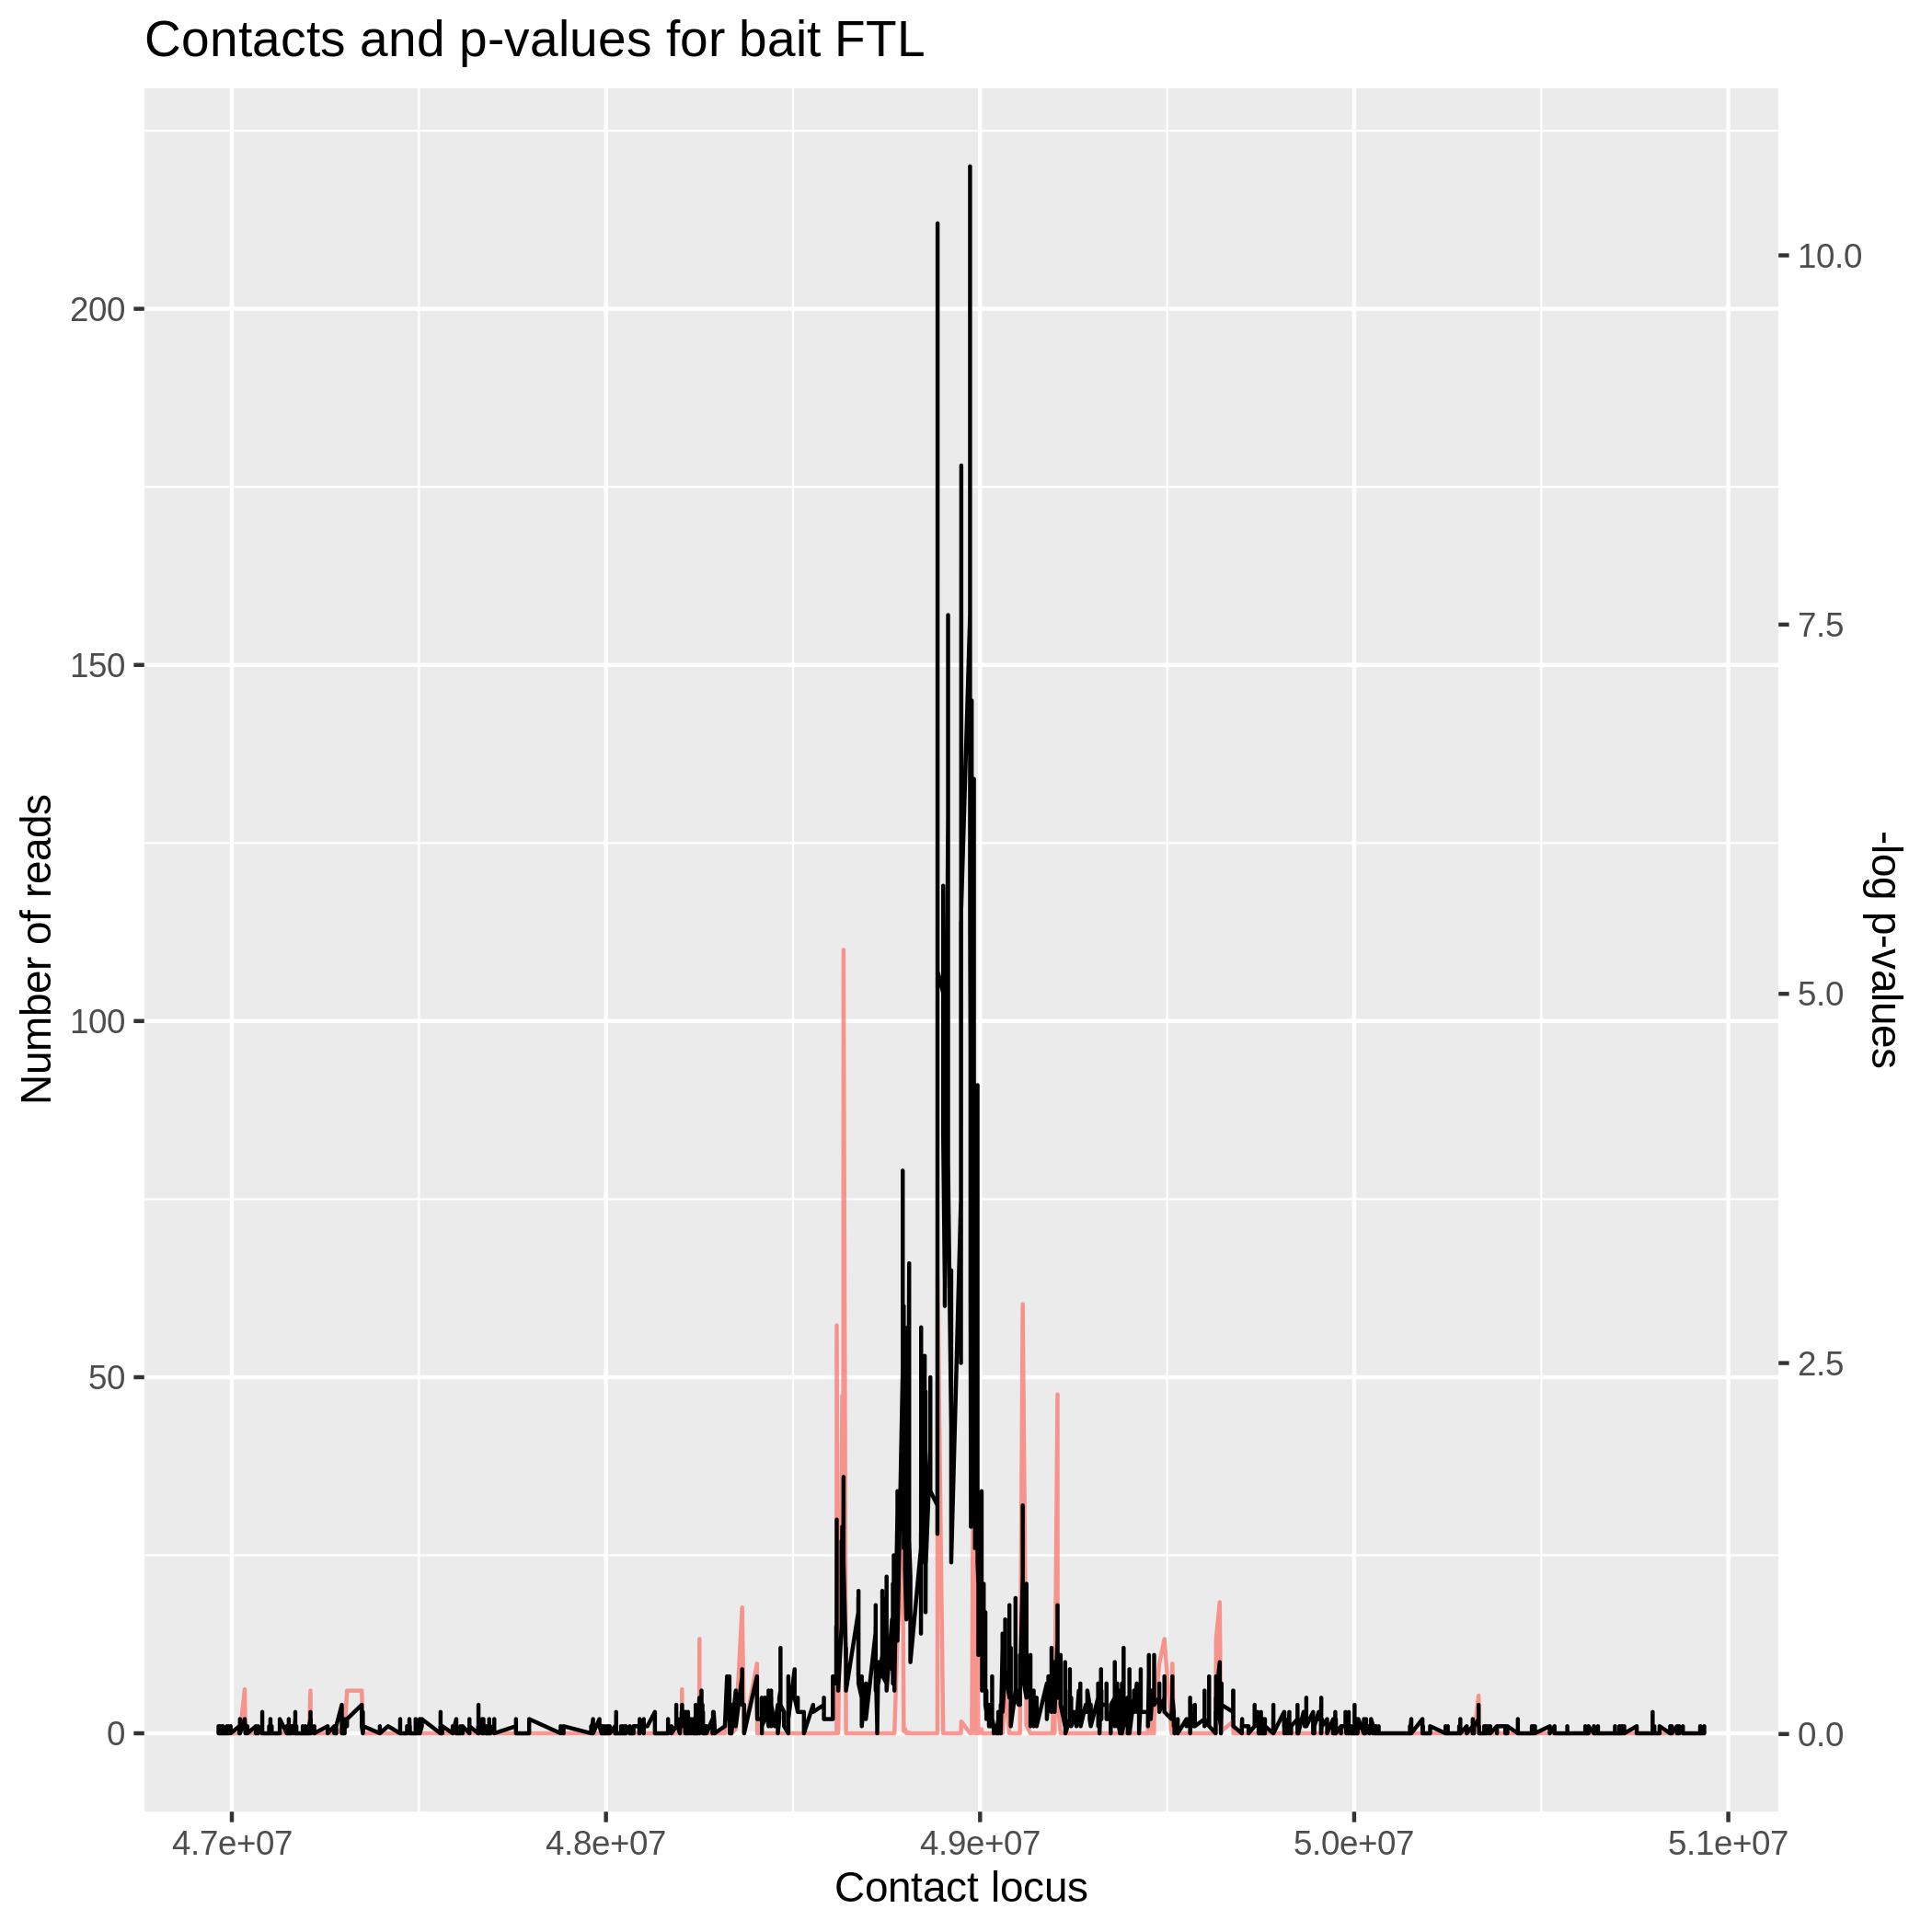 Contacts and p-values for bait FTL
Number of reads
200
150
100
50
0
10.0
7.5
5.0
2.5
0.0
-log p-values
4.7e+07
4.8e+07
4.9e+07
5.0e+07
5.1e+07
Contact locus